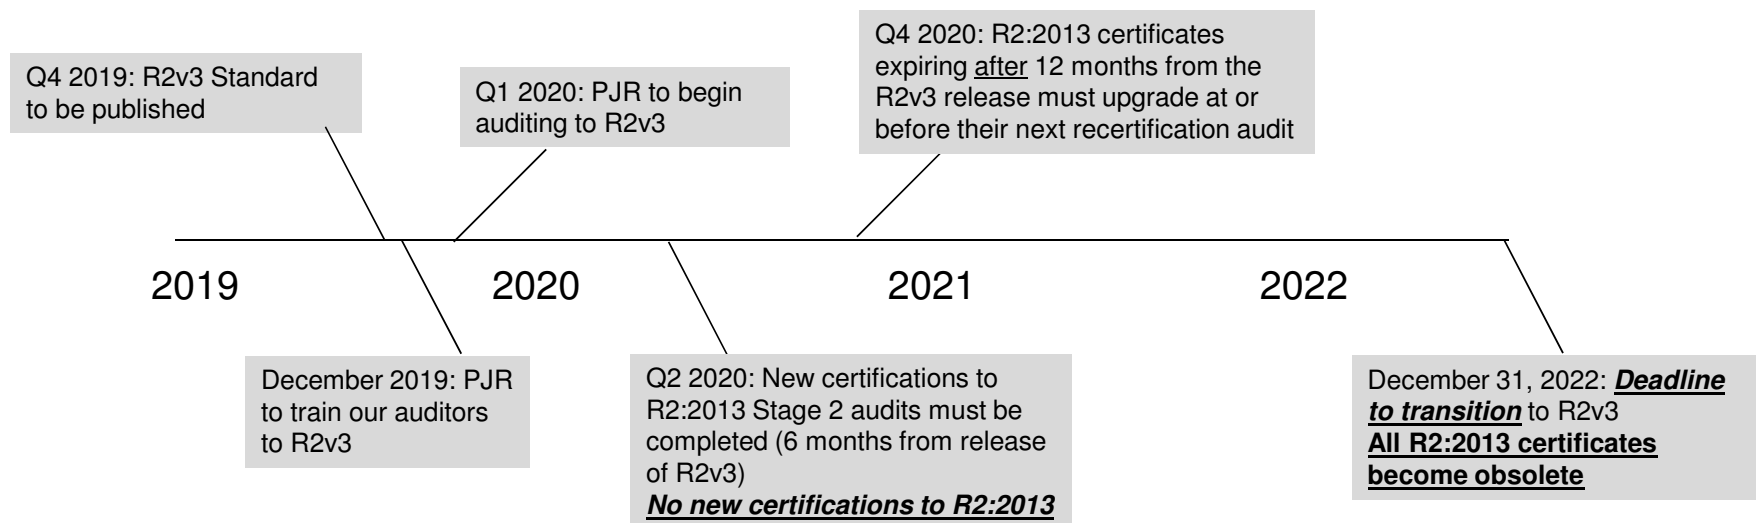 Q4 2019: R2v3 Standard
to be published
Q1 2020: PJR to begin
auditing to R2v3
Q4 2020: R2:2013 certificates
expiring after 12 months from the
R2v3 release must upgrade at or
before their next recertification audit
2019
2020
2021
2022
December 2019: PJR
to train our auditors
to R2v3
Q2 2020: New certifications to
R2:2013 Stage 2 audits must be
completed (6 months from release
of R2v3)
No new certifications to R2:2013
December 31, 2022: Deadline
to transition to R2v3
All R2:2013 certificates
become obsolete